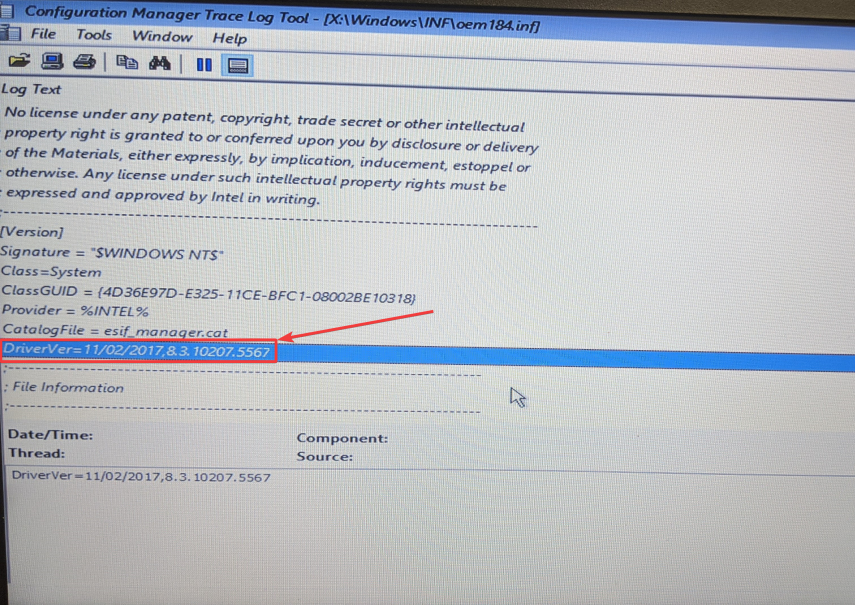 Configuration Manager Trace Log Tool - [X:\Windows\INF\oem184.inf]
File Tools Window Help
Log Text
No license under any patent, copyright, trade secret or other intellectual
property right is granted to or conferred upon you by disclosure or delivery
of the Materials, either expressly, by implication, inducement, estoppel or
otherwise. Any license under such intellectual property rights must be
expressed and approved by Intel in writing.
;--------------------------------------------------------------------------------
[Version]
Signature = "$WINDOWS NT$"
Class=System
ClassGUID = {4D36E97D-E325-11CE-BFC1-08002BE10318}
Provider = %INTEL%
CatalogFile = esif_manager.cat
DriverVer=11/02/2017,8.3.10207.5567
;--------------------------------------------------------------------------------
; File Information
;--------------------------------------------------------------------------------
Date/Time: Component:
Thread: Source:
DriverVer=11/02/2017,8.3.10207.5567